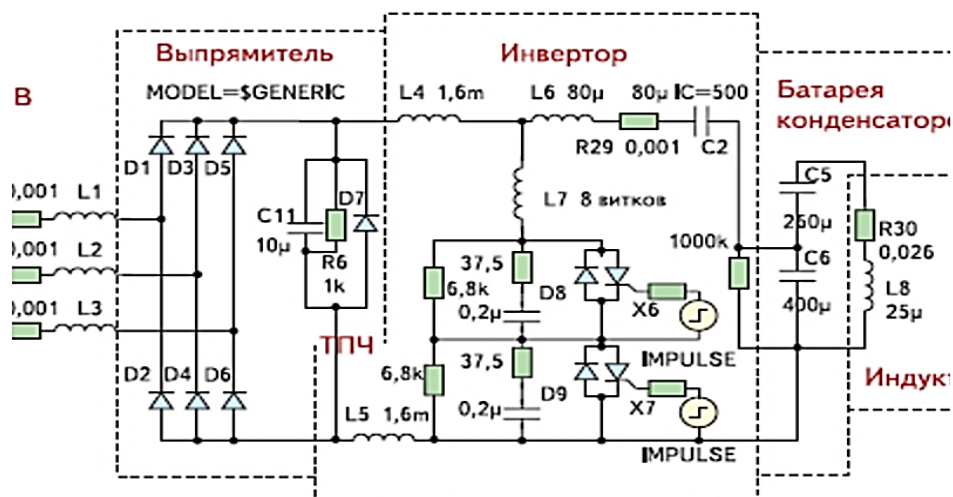 Выпрямитель
Инвертор
В
MODEL=$GENERIC
L4 1,6m
L6 80µ
80µ IC=500
Батарея
конденсаторо
D1 D3 D5
R29 0,001
C2
C5
0,001 L1
D7
L7 8 витков
C11
10µ
260µ
R30
0,026
0,001 L2
R6
1k
1000k
C6
37,5
6,8k
D8
L8
25µ
0,001 L3
0,2µ
X6
400µ
ТПЧ
IMPULSE
D2 D4 D6
6,8k
37,5
D9
Индук
L5 1,6m
0,2µ
X7
IMPULSE